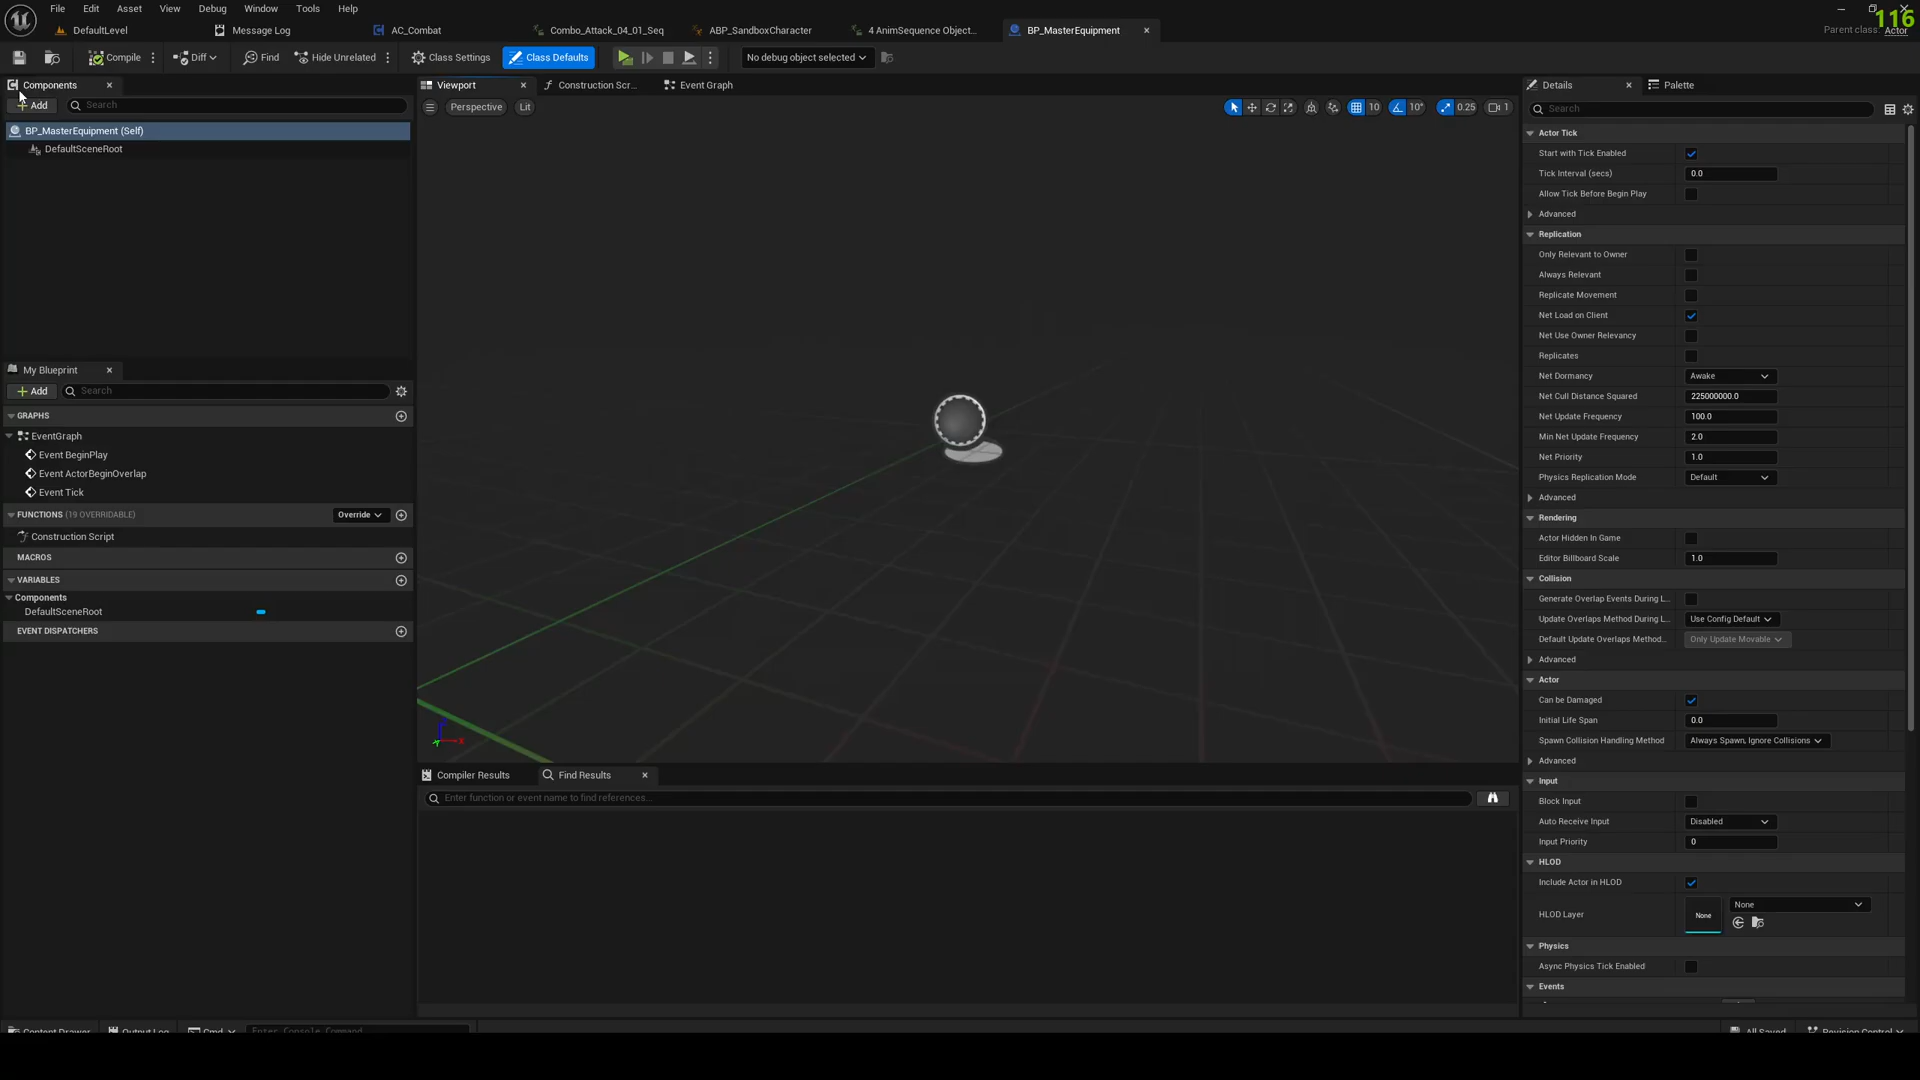 File Edit Asset View Debug Window Tools Help
116
DefaultLevel Message Log AC_Combat Combo_Attack_04_01_Seq ABP_SandboxCharacter 4 AnimSequence Object... BP_MasterEquipment
Parent class: Actor
Compile Diff Find Hide Unrelated Class Settings Class Defaults No debug object selected
Components
Add Search
BP_MasterEquipment (Self)
DefaultSceneRoot
My Blueprint
Add Search
GRAPHS
EventGraph
Event BeginPlay
Event ActorBeginOverlap
Event Tick
FUNCTIONS (19 OVERRIDABLE) Override
Construction Script
MACROS
VARIABLES
Components
DefaultSceneRoot
EVENT DISPATCHERS
Viewport Construction Scr... Event Graph
Perspective Lit 10 10° 0.25 1
Compiler Results Find Results
Enter function or event name to find references...
Details Palette
Search
Actor Tick
Start with Tick Enabled
Tick Interval (secs) 0.0
Allow Tick Before Begin Play
Advanced
Replication
Only Relevant to Owner
Always Relevant
Replicate Movement
Net Load on Client
Net Use Owner Relevancy
Replicates
Net Dormancy Awake
Net Cull Distance Squared 225000000.0
Net Update Frequency 100.0
Min Net Update Frequency 2.0
Net Priority 1.0
Physics Replication Mode Default
Advanced
Rendering
Actor Hidden In Game
Editor Billboard Scale 1.0
Collision
Generate Overlap Events During L...
Update Overlaps Method During L... Use Config Default
Default Update Overlaps Method... Only Update Movable
Advanced
Actor
Can be Damaged
Initial Life Span 0.0
Spawn Collision Handling Method Always Spawn, Ignore Collisions
Advanced
Input
Block Input
Auto Receive Input Disabled
Input Priority 0
HLOD
Include Actor in HLOD
HLOD Layer None None
Physics
Async Physics Tick Enabled
Events
Content Drawer Output Log Cmd Enter Console Command All Saved Revision Control